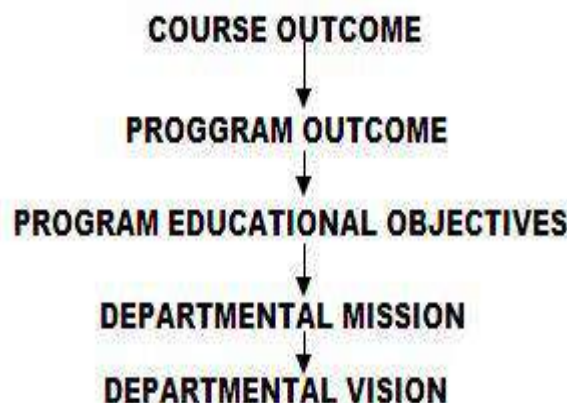 COURSE OUTCOME
PROGGRAM OUTCOME
PROGRAM EDUCATIONAL OBJECTIVES
DEPARTMENTAL MISSION
DEPARTMENTAL VISION